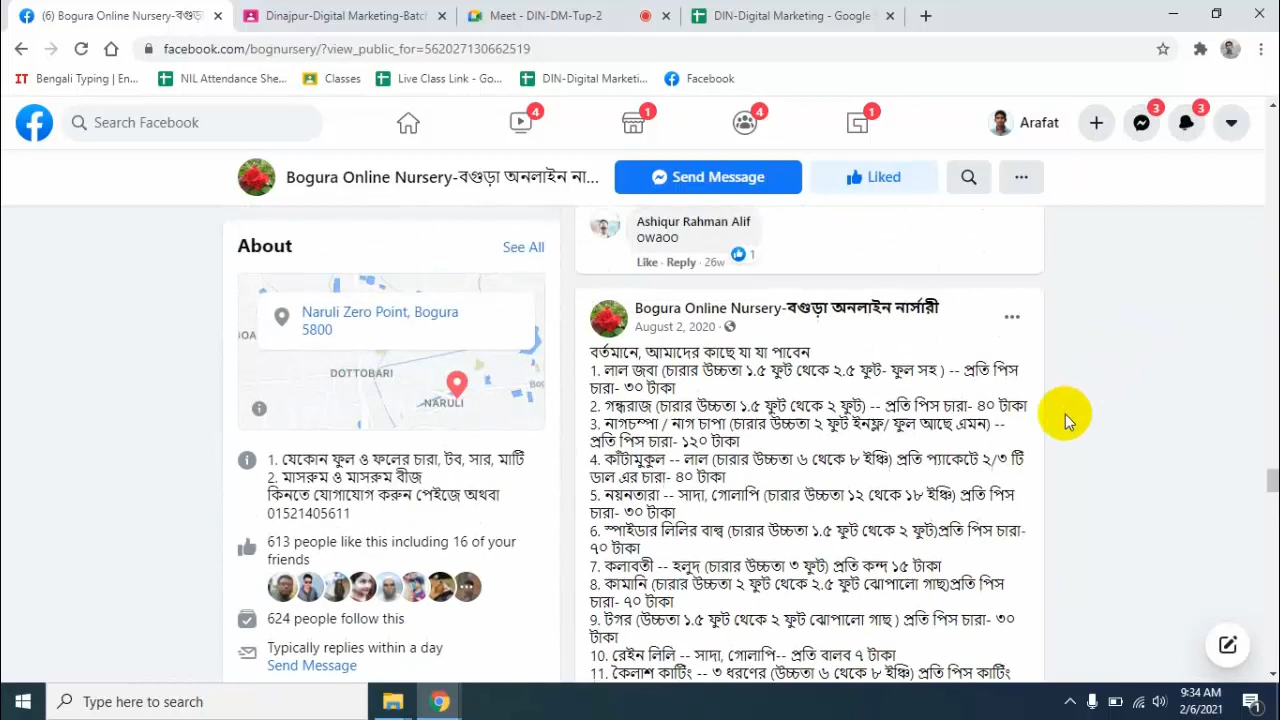 (6) Bogura Online Nursery-বগুড়া
Dinajpur-Digital Marketing-Batch
Meet - DIN-DM-Tup-2
DIN-Digital Marketing - Google
facebook.com/bognursery/?view_public_for=562027130662519
Bengali Typing | En...
NIL Attendance She...
Classes
Live Class Link - Go...
DIN-Digital Marketi...
Facebook
Search Facebook
4
1
4
1
Arafat
3
3
Bogura Online Nursery-বগুড়া অনলাইন না...
Send Message
Liked
About
See All
Naruli Zero Point, Bogura
5800
DOTTOBARI
NARULI
1. যেকোন ফুল ও ফলের চারা, টব, সার, মাটি
2. মাসরুম ও মাসরুম বীজ
কিনতে যোগাযোগ করুন পেইজে অথবা
01521405611
613 people like this including 16 of your
friends
624 people follow this
Typically replies within a day
Send Message
Ashiqur Rahman Alif
owaoo
Like · Reply · 26w
1
Bogura Online Nursery-বগুড়া অনলাইন নার্সারী
August 2, 2020
বর্তমানে, আমাদের কাছে যা যা পাবেন
1. লাল জবা (চারার উচ্চতা ১.৫ ফুট থেকে ২.৫ ফুট- ফুল সহ ) -- প্রতি পিস
চারা- ৩০ টাকা
2. গন্ধরাজ (চারার উচ্চতা ১.৫ ফুট থেকে ২ ফুট) -- প্রতি পিস চারা- ৪০ টাকা
3. নাগচম্পা / নাগ চাপা (চারার উচ্চতা ২ ফুট ইনফ্ল/ ফুল আছে এমন) --
প্রতি পিস চারা- ১২০ টাকা
4. কাঁটামুকুল -- লাল (চারার উচ্চতা ৬ থেকে ৮ ইঞ্চি) প্রতি প্যাকেটে ২/৩ টি
ডাল এর চারা- ৪০ টাকা
5. নয়নতারা -- সাদা, গোলাপি (চারার উচ্চতা ১২ থেকে ১৮ ইঞ্চি) প্রতি পিস
চারা- ৩০ টাকা
6. স্পাইডার লিলির বাল্ব (চারার উচ্চতা ১.৫ ফুট থেকে ২ ফুট)প্রতি পিস চারা-
৭০ টাকা
7. কলাবতী -- হলুদ (চারার উচ্চতা ৩ ফুট) প্রতি কন্দ ১৫ টাকা
8. কামানি (চারার উচ্চতা ২ ফুট থেকে ২.৫ ফুট ঝোপালো গাছ)প্রতি পিস
চারা- ৭০ টাকা
9. টগর (উচ্চতা ১.৫ ফুট থেকে ২ ফুট ঝোপালো গাছ ) প্রতি পিস চারা- ৩০
টাকা
10. রেইন লিলি -- সাদা, গোলাপি-- প্রতি বালব ৭ টাকা
11. কৈলাশ কাটিং -- ৩ ধরণের (উচ্চতা ৬ থেকে ৮ ইঞ্চি) প্রতি পিস কাটিং
Type here to search
9:34 AM
2/6/2021
1